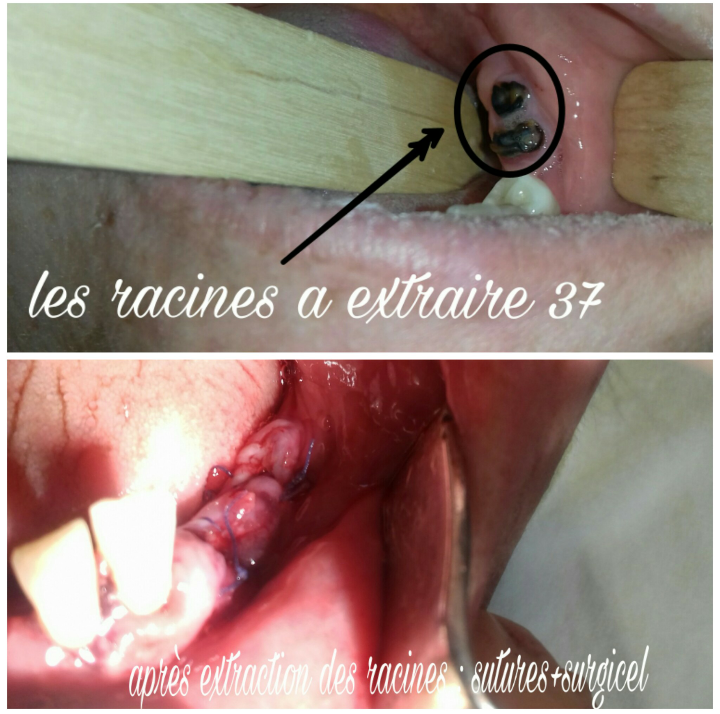 les racines a extraire 37
après extraction des racines : sutures+surgicel